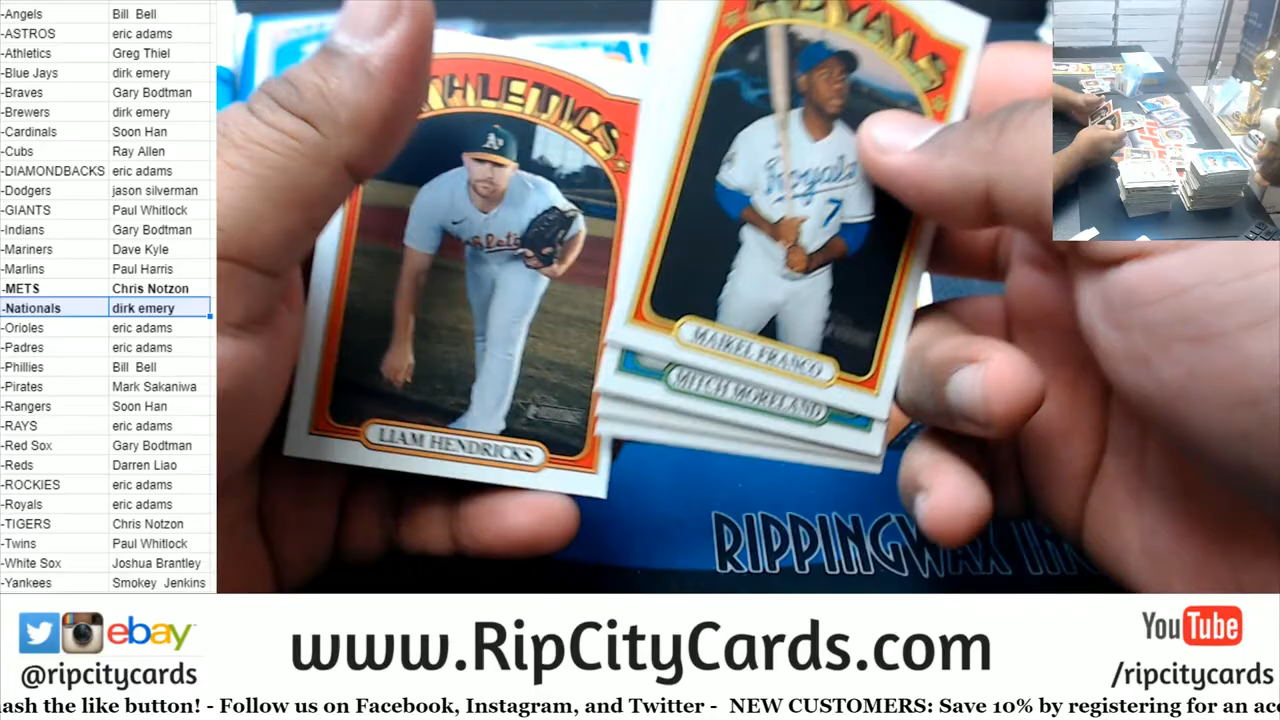 -Angels Bill Bell
-ASTROS eric adams
-Athletics Greg Thiel
-Blue Jays dirk emery
-Braves Gary Bodtman
-Brewers dirk emery
-Cardinals Soon Han
-Cubs Ray Allen
-DIAMONDBACKS eric adams
-Dodgers jason silverman
-GIANTS Paul Whitlock
-Indians Gary Bodtman
-Mariners Dave Kyle
-Marlins Paul Harris
-METS Chris Notzon
-Nationals dirk emery
-Orioles eric adams
-Padres eric adams
-Phillies Bill Bell
-Pirates Mark Sakaniwa
-Rangers Soon Han
-RAYS eric adams
-Red Sox Gary Bodtman
-Reds Darren Liao
-ROCKIES eric adams
-Royals eric adams
-TIGERS Chris Notzon
-Twins Paul Whitlock
-White Sox Joshua Brantley
-Yankees Smokey Jenkins
ATHLETICS
A's
LIAM HENDRICKS
ROYALS
Royals
7
MAIKEL FRANCO
MITCH MORELAND
RIPPINGWAX
ebay
@ripcitycards
www.RipCityCards.com
YouTube
/ripcitycards
ash the like button! - Follow us on Facebook, Instagram, and Twitter - NEW CUSTOMERS: Save 10% by registering for an acc